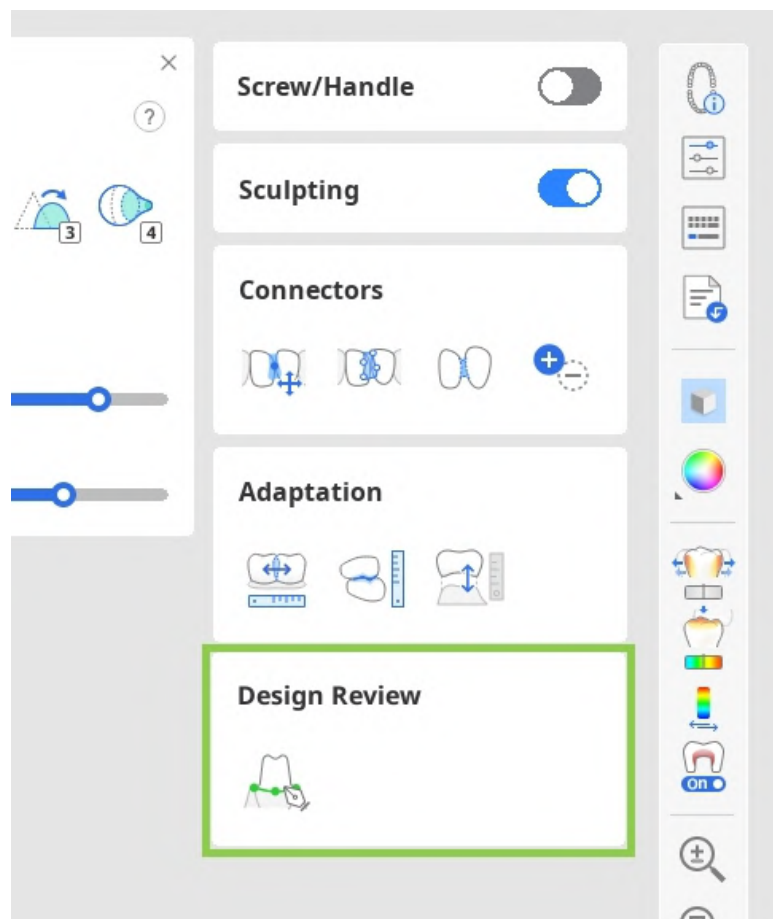 ?
3
4
Screw/Handle
Sculpting
Connectors
Adaptation
Design Review
i
On